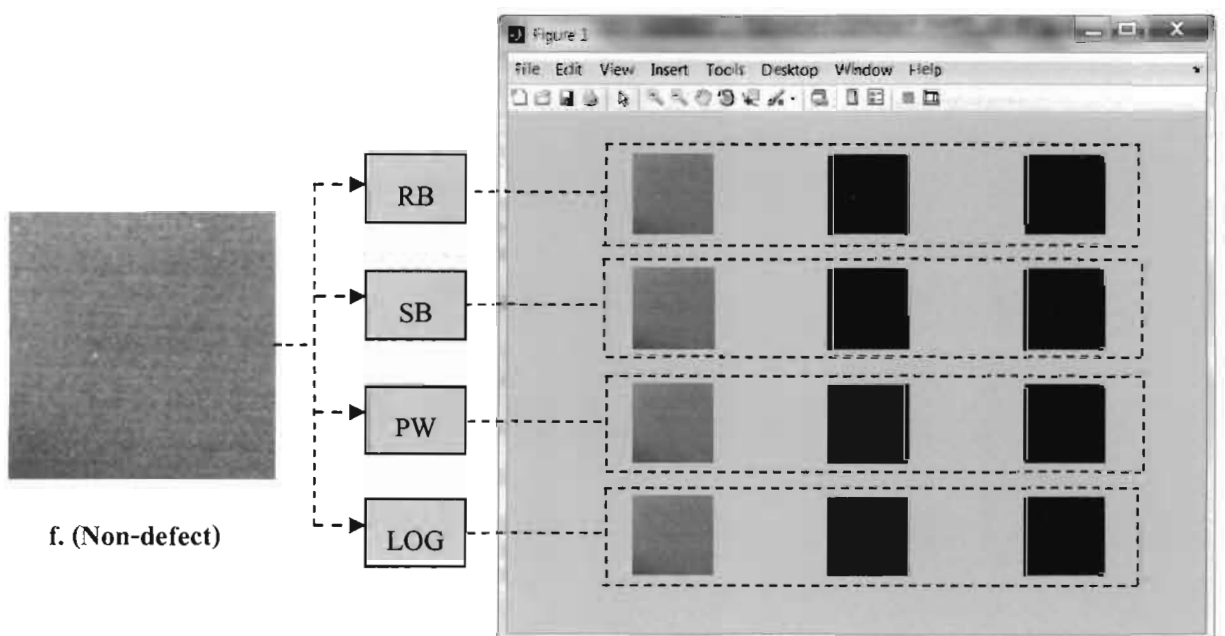 Figure 1
File Edit View Insert Tools Desktop Window Help
RB
SB
PW
LOG
f. (Non-defect)